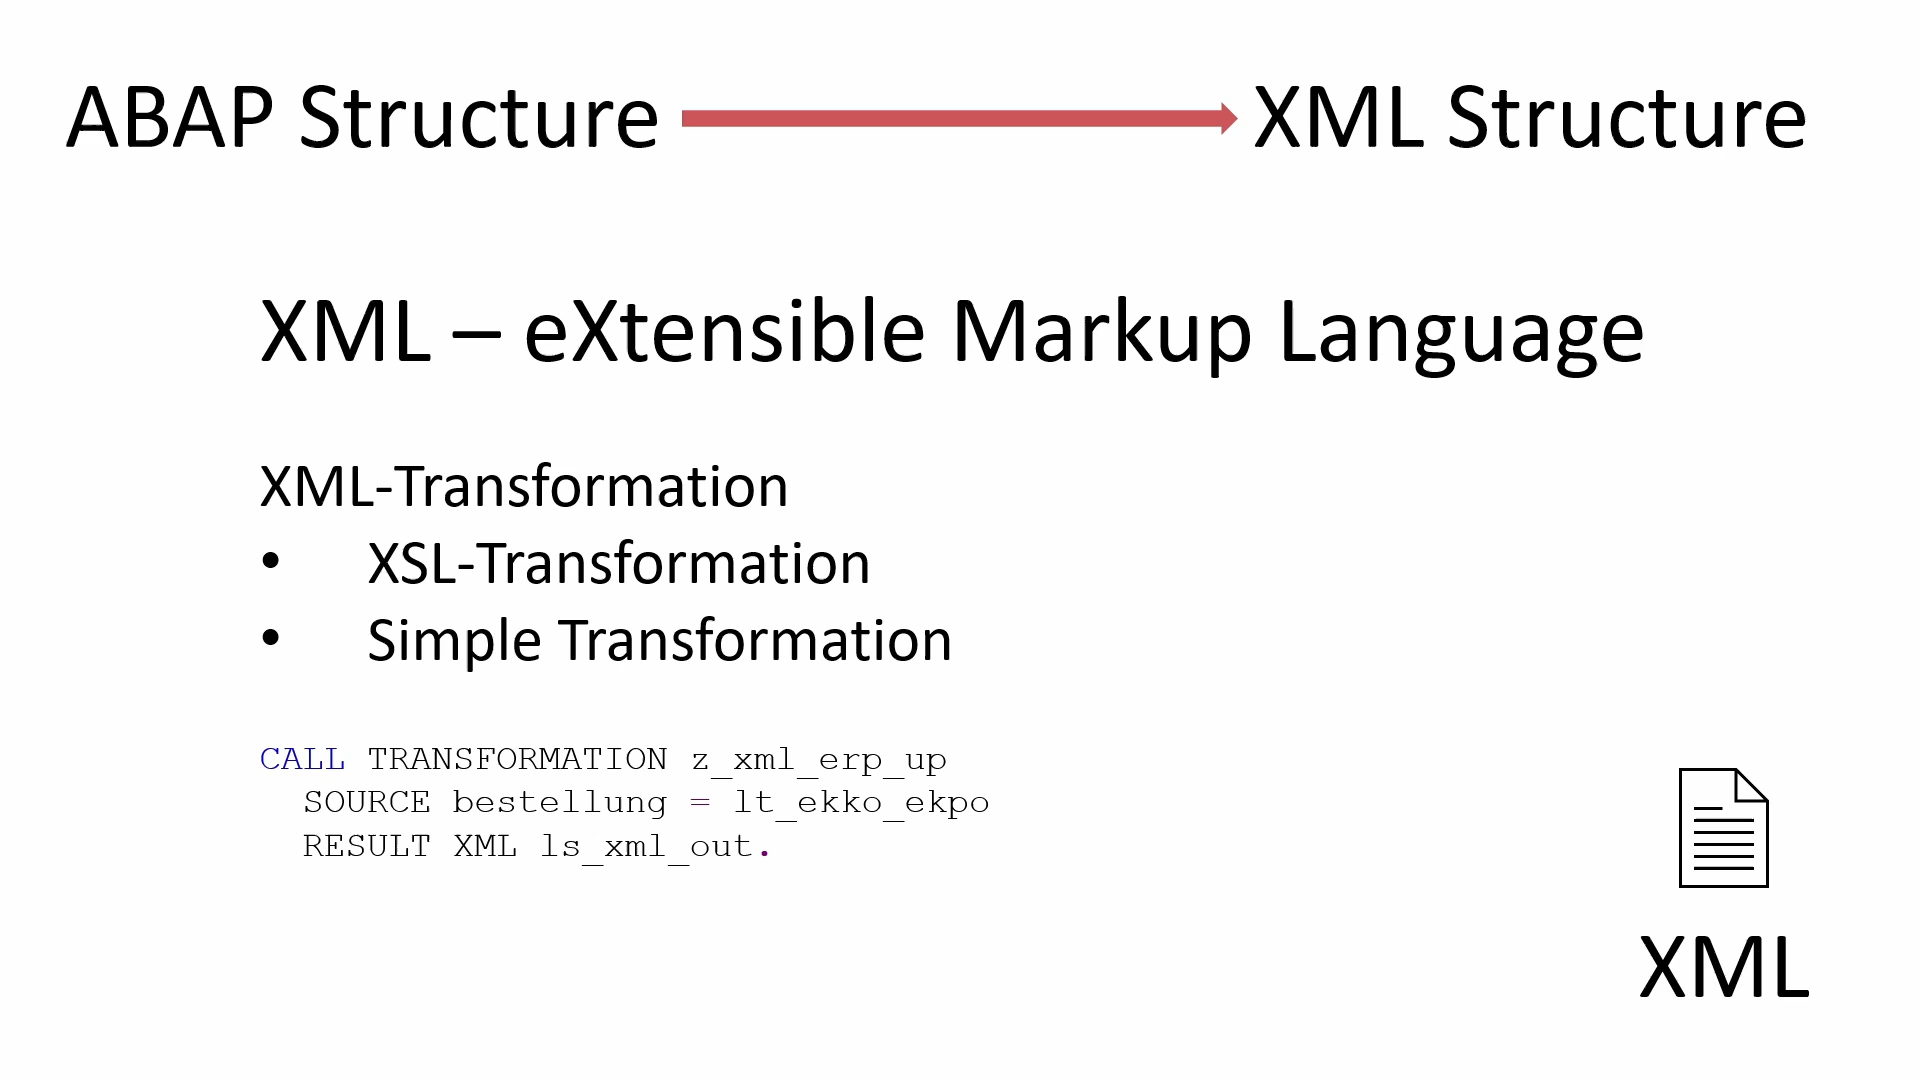 ABAP Structure XML Structure
XML – eXtensible Markup Language
XML-Transformation
• XSL-Transformation
• Simple Transformation
CALL TRANSFORMATION z_xml_erp_up
SOURCE bestellung = lt_ekko_ekpo
RESULT XML ls_xml_out.
XML